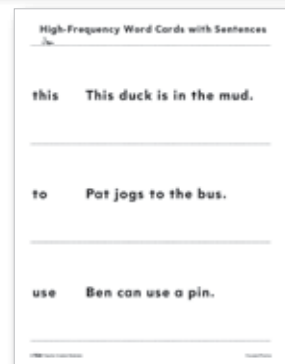 High-Frequency Word Cards with Sentences
this This duck is in the mud.
to Pat jogs to the bus.
use Ben can use a pin.